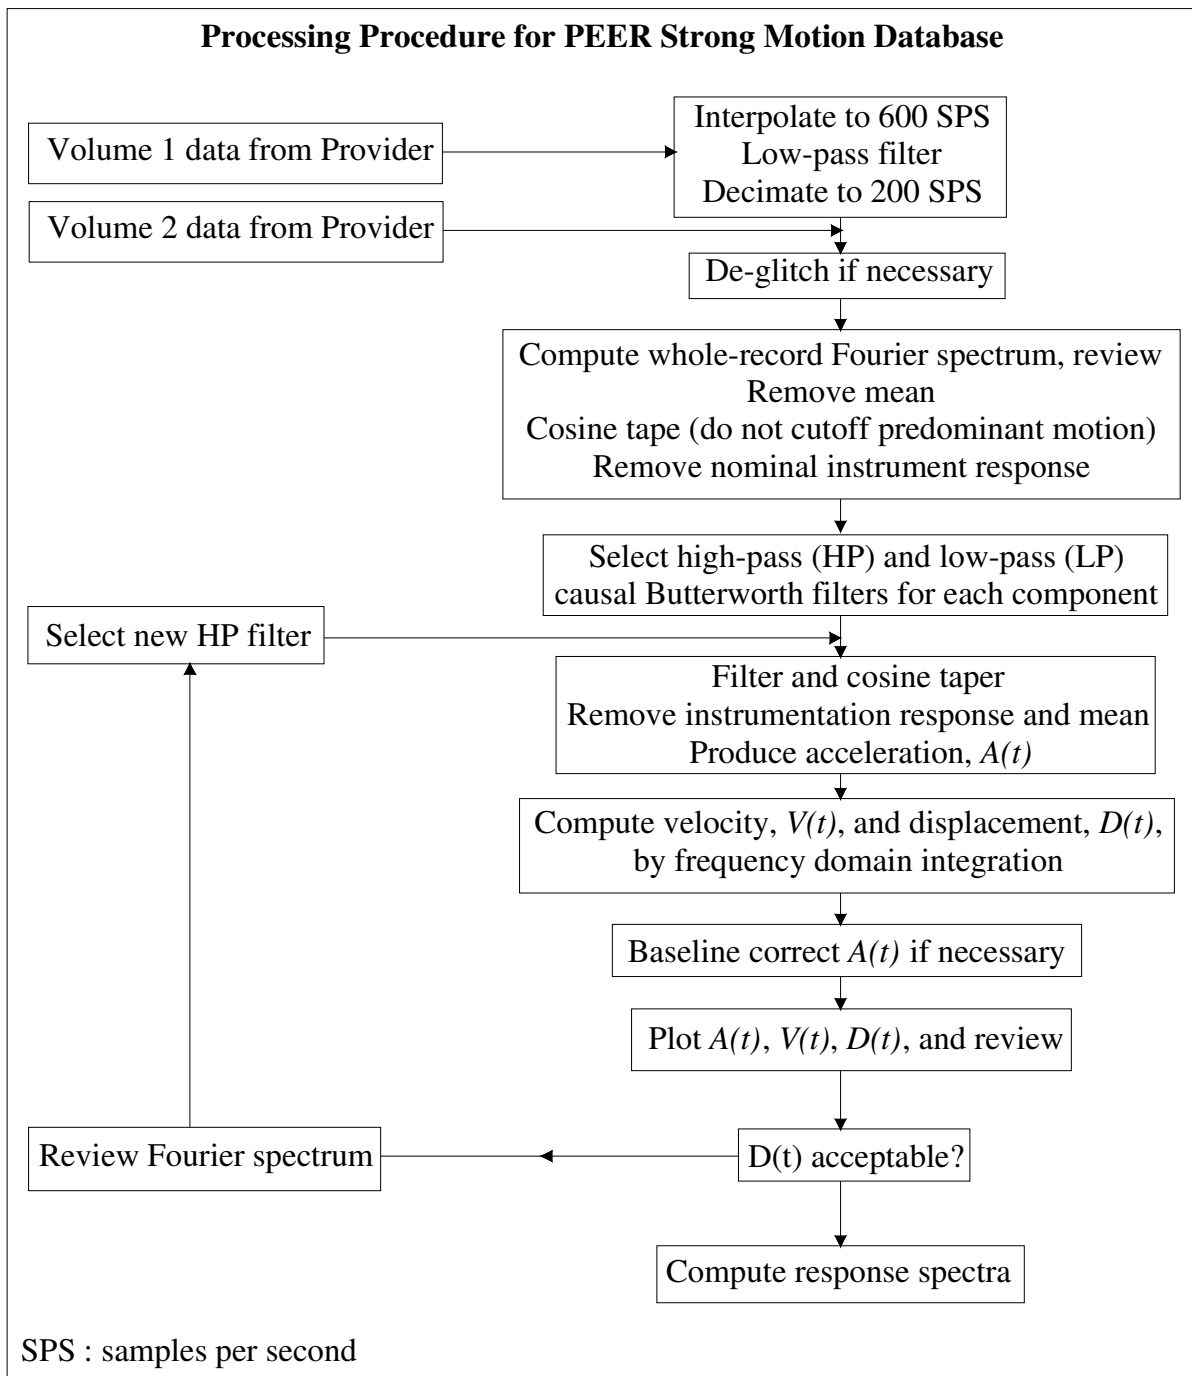 Processing Procedure for PEER Strong Motion Database
Volume 1 data from Provider
Interpolate to 600 SPS
Low-pass filter
Decimate to 200 SPS
Volume 2 data from Provider
De-glitch if necessary
Compute whole-record Fourier spectrum, review
Remove mean
Cosine tape (do not cutoff predominant motion)
Remove nominal instrument response
Select high-pass (HP) and low-pass (LP)
causal Butterworth filters for each component
Select new HP filter
Filter and cosine taper
Remove instrumentation response and mean
Produce acceleration, A(t)
Compute velocity, V(t), and displacement, D(t),
by frequency domain integration
Baseline correct A(t) if necessary
Plot A(t), V(t), D(t), and review
Review Fourier spectrum
D(t) acceptable?
Compute response spectra
SPS : samples per second